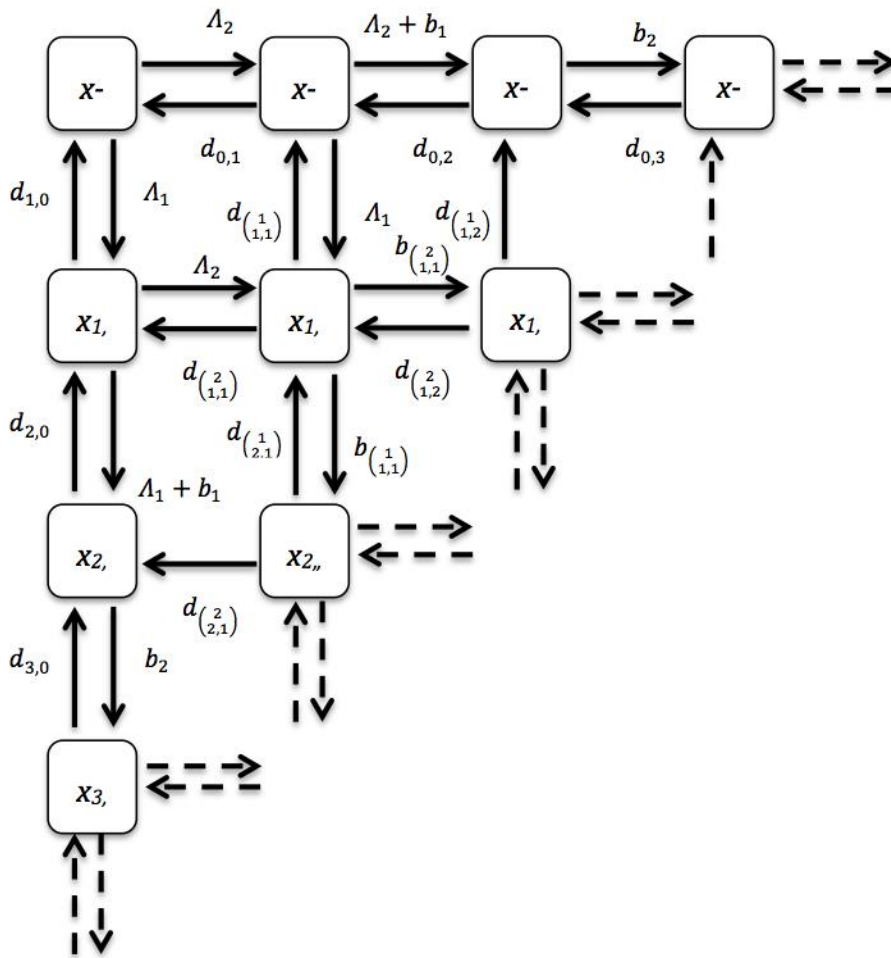 Λ₂ Λ₂ + b₁ b₂
x- x- x- x-
d₀,₁ d₀,₂ d₀,₃
d₁,₀ Λ₁ d₍₁,₁₎¹ Λ₁ d₍₁,₂₎¹
Λ₂ b₍₁,₁₎²
x₁, x₁, x₁,
d₍₁,₁₎² d₍₁,₂₎²
d₂,₀ d₍₂.₁₎¹ b₍₁,₁₎¹
Λ₁ + b₁
x₂, x₂,,
d₍₂,₁₎²
d₃,₀ b₂
x₃,